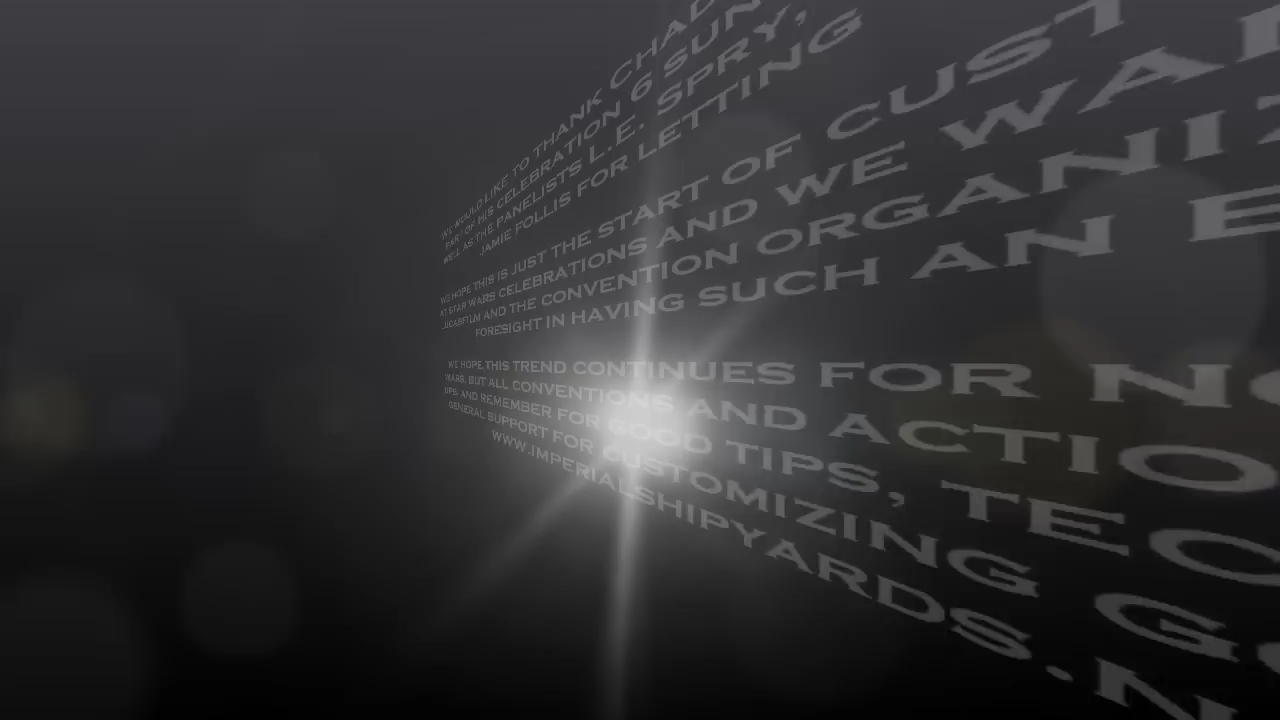 WE WOULD LIKE TO THANK CHAD
PART OF HIS CELEBRATION 6 SUN
WELL AS THE PANELISTS L.E. SPRY,
JAMIE FOLLIS FOR LETTING
WE HOPE THIS IS JUST THE START OF CUST
AT STAR WARS CELEBRATIONS AND WE WAN
LUCASFILM AND THE CONVENTION ORGANIZ
FORESIGHT IN HAVING SUCH AN E
WE HOPE THIS TREND CONTINUES FOR NO
WARS, BUT ALL CONVENTIONS AND ACTIO
TIPS, AND REMEMBER FOR GOOD TIPS, TEC
GENERAL SUPPORT FOR CUSTOMIZING GO
WWW.IMPERIALSHIPYARDS.N